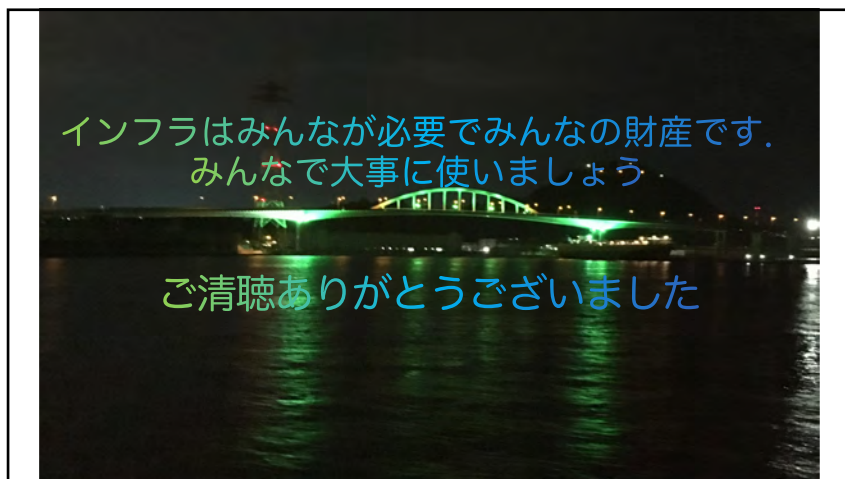 インフラはみんなが必要でみんなの財産です.
みんなで大事に使いましょう
ご清聴ありがとうございました